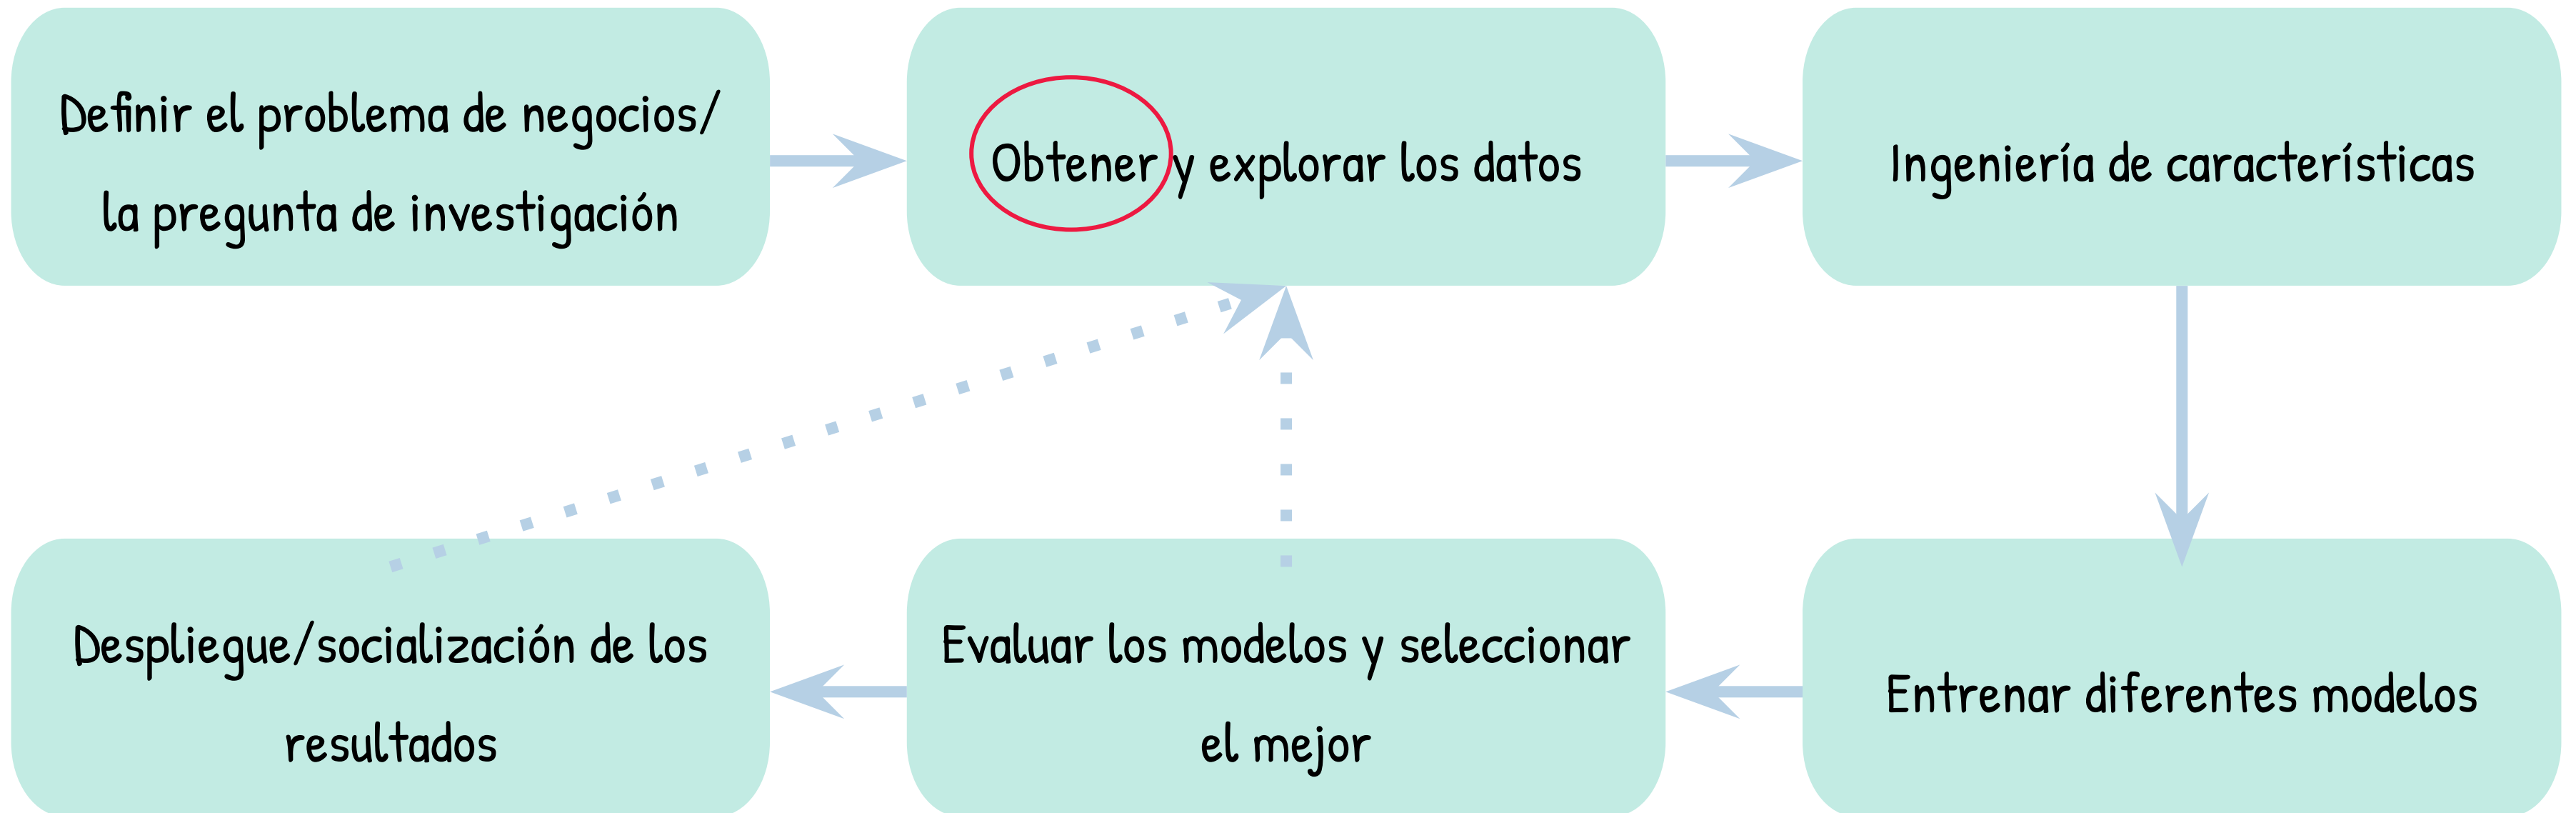 Definir el problema de negocios/
la pregunta de investigación
Obtener y explorar los datos
Ingeniería de características
Despliegue/socialización de los
resultados
Evaluar los modelos y seleccionar
el mejor
Entrenar diferentes modelos